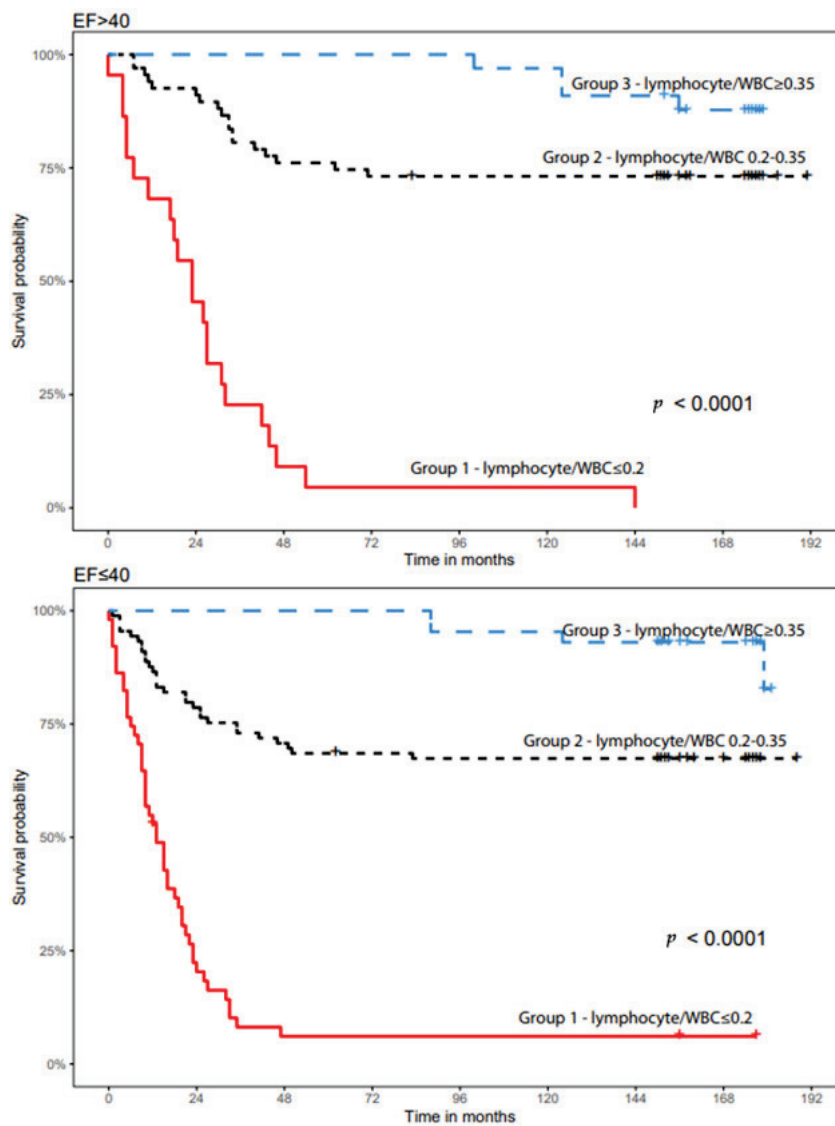 EF>40
100%
75%
50%
25%
0%
Survival probability
Group 3 - lymphocyte/WBC≥0.35
Group 2 - lymphocyte/WBC 0.2-0.35
p < 0.0001
Group 1 - lymphocyte/WBC≤0.2
0 24 48 72 96 120 144 168 192
Time in months
EF≤40
100%
75%
50%
25%
0%
Survival probability
Group 3 - lymphocyte/WBC≥0.35
Group 2 - lymphocyte/WBC 0.2-0.35
p < 0.0001
Group 1 - lymphocyte/WBC≤0.2
0 24 48 72 96 120 144 168 192
Time in months